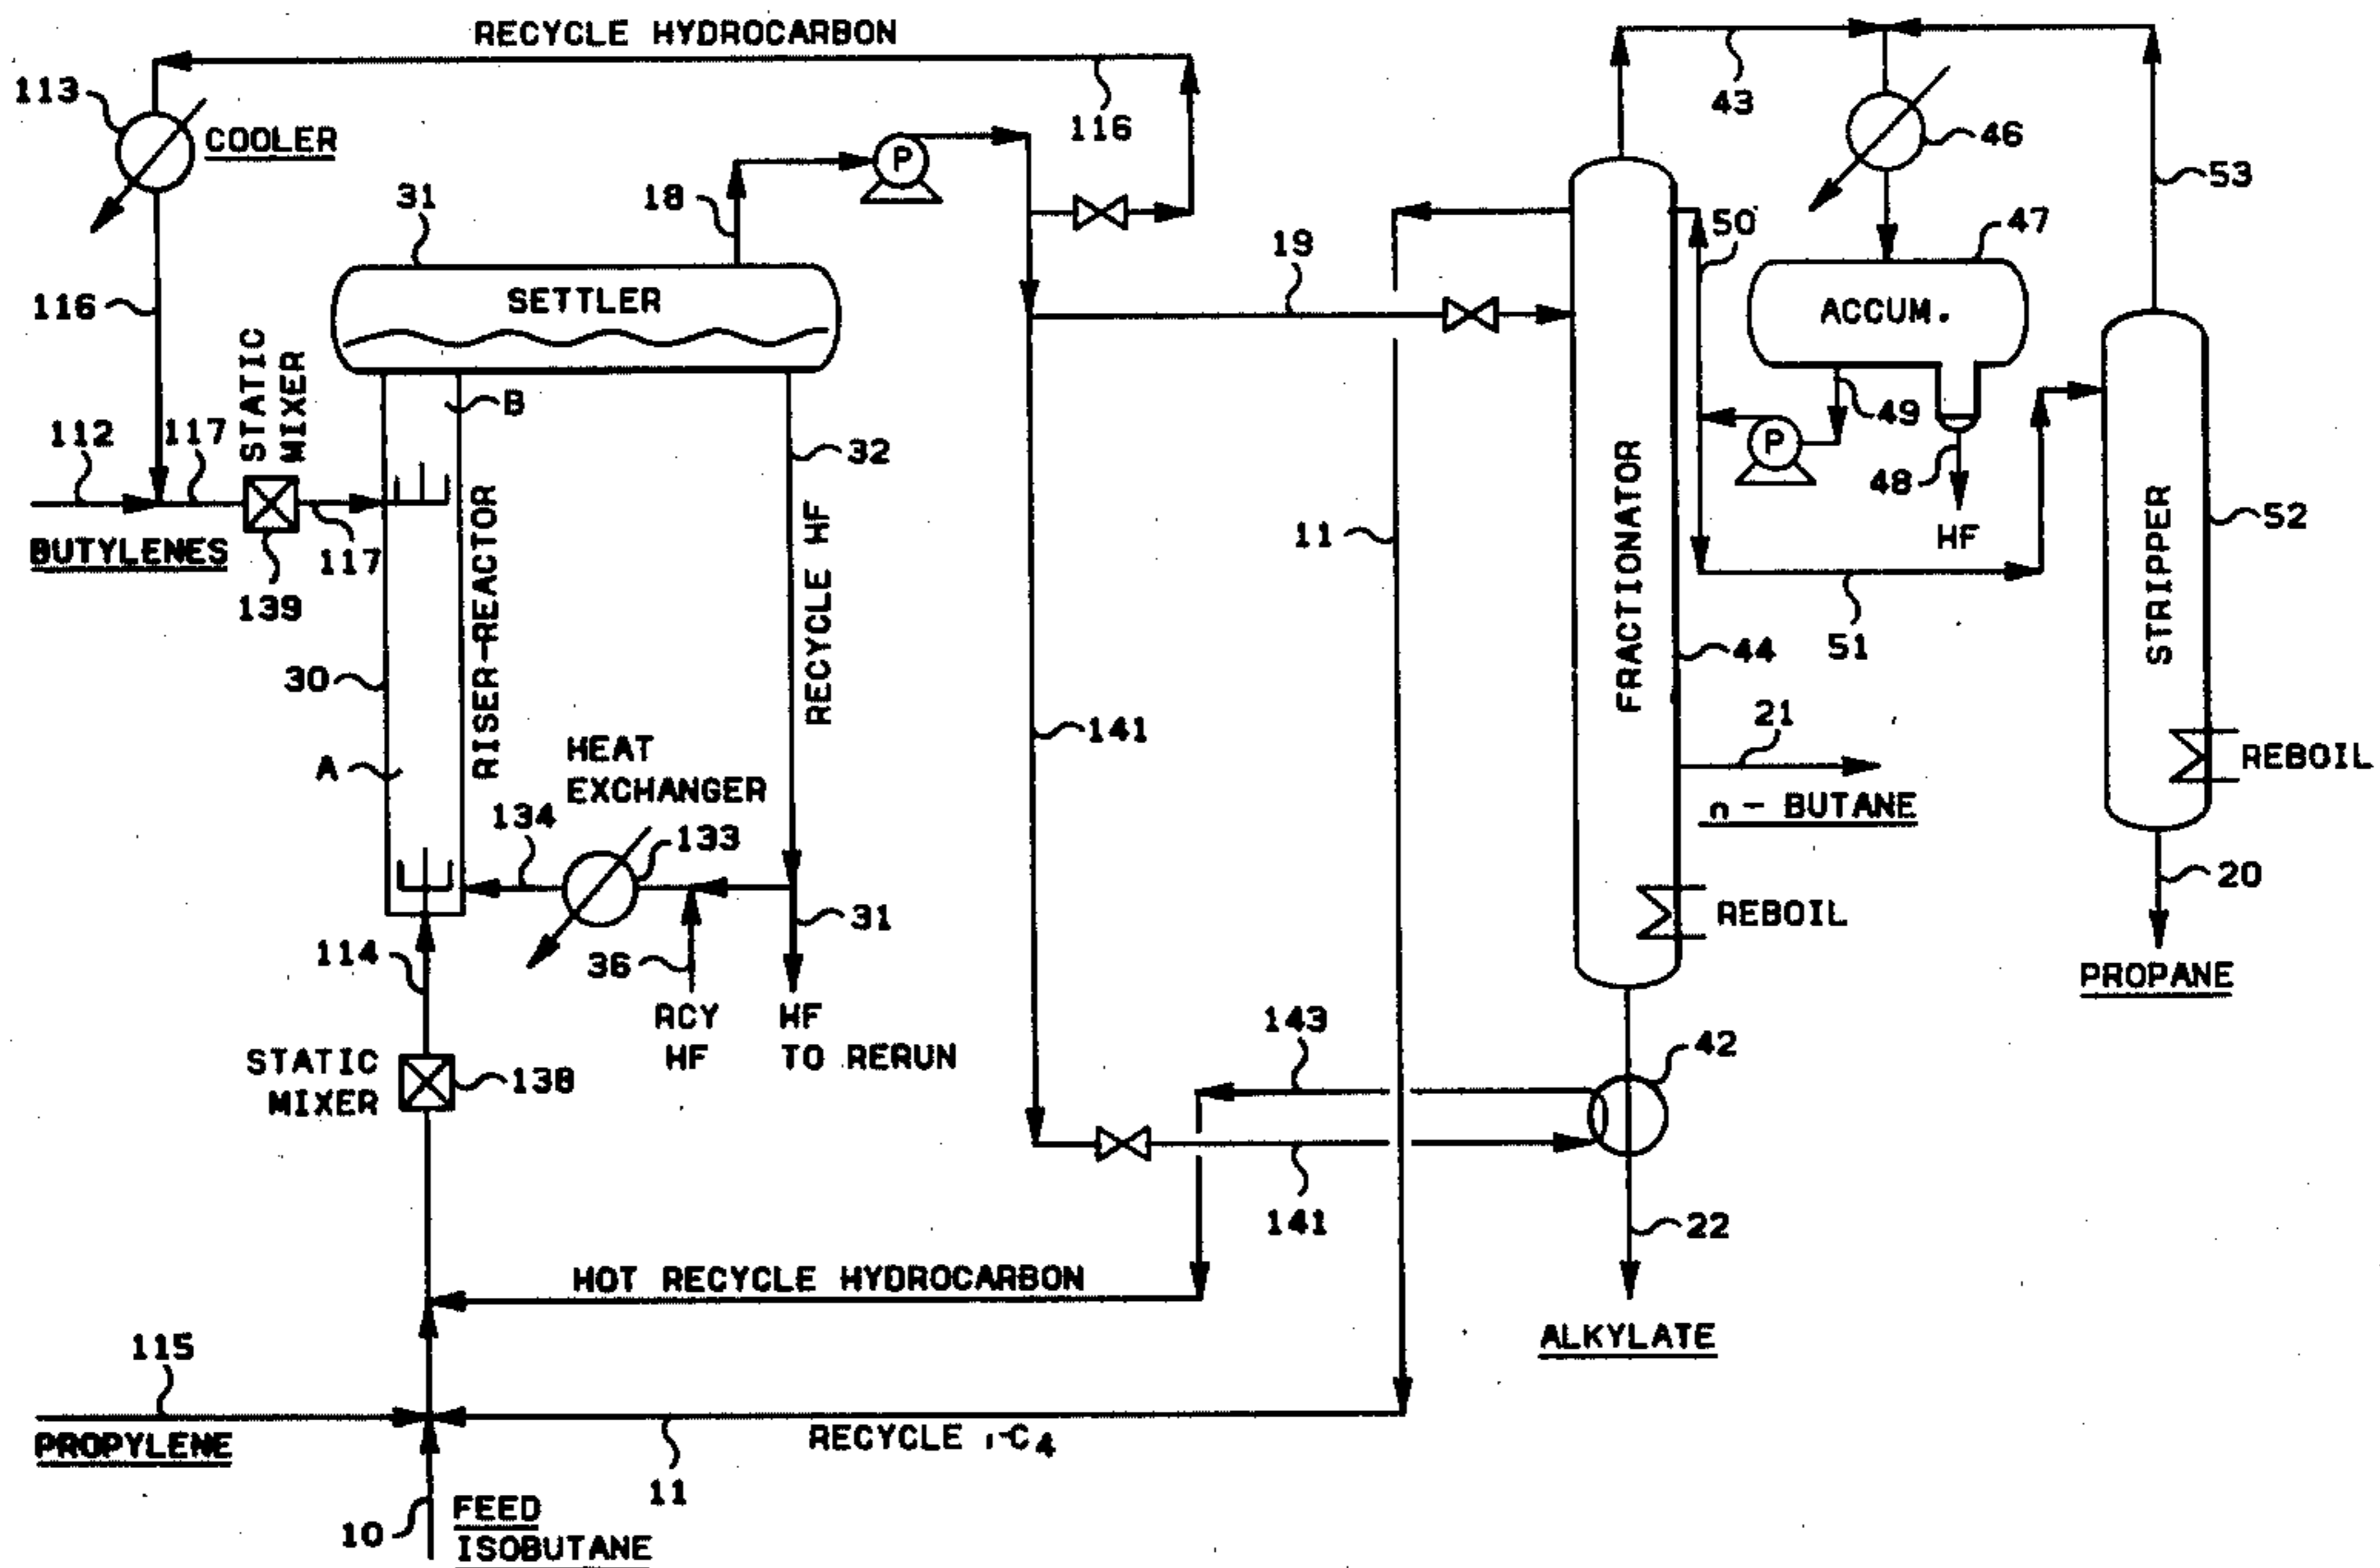 RECYCLE HYDROCARBON
43
113
COOLER
116
P
46
53
31
18
50
47
19
116
SETTLER
ACCUM.
STATIC
MIXER
B
112
117
49
P
32
48
HF
52
11
BUTYLENES
117
139
RISER-REACTOR
RECYCLE HF
FRACTIONATOR
STRIPPER
51
44
30
141
21
A
HEAT
EXCHANGER
REBOIL
n - BUTANE
134
133
20
31
REBOIL
114
36
PROPANE
RCY
HF
HF
TO RERUN
143
42
STATIC
MIXER
138
141
22
HOT RECYCLE HYDROCARBON
115
ALKYLATE
PROPYLENE
RECYCLE i-C4
11
10
FEED
ISOBUTANE